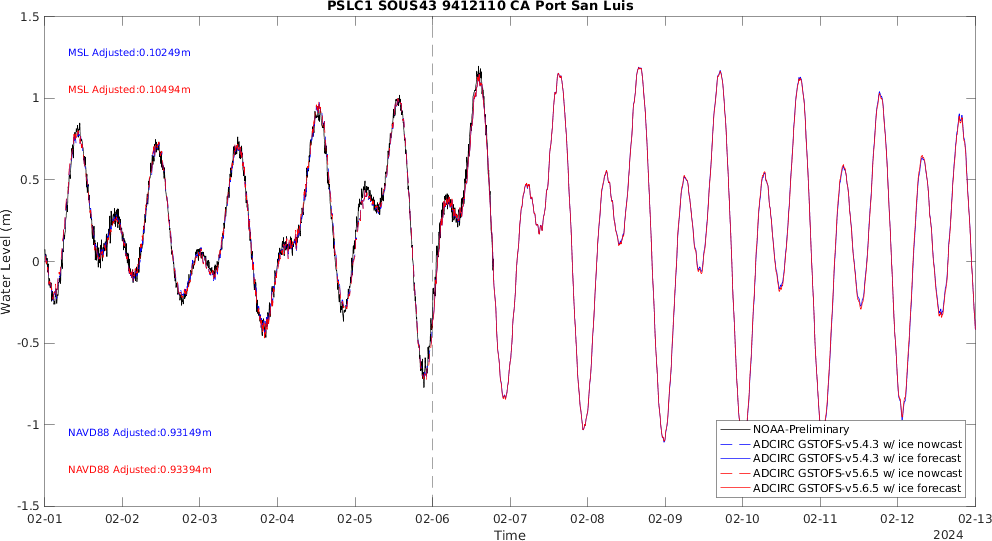 PSLC1 SOUS43 9412110 CA Port San Luis
1.5
1
0.5
0
-0.5
-1
-1.5
Water Level (m)
MSL Adjusted:0.10249m
MSL Adjusted:0.10494m
NAVD88 Adjusted:0.93149m
NAVD88 Adjusted:0.93394m
NOAA-Preliminary
ADCIRC GSTOFS-v5.4.3 w/ ice nowcast
ADCIRC GSTOFS-v5.4.3 w/ ice forecast
ADCIRC GSTOFS-v5.6.5 w/ ice nowcast
ADCIRC GSTOFS-v5.6.5 w/ ice forecast
02-01 02-02 02-03 02-04 02-05 02-06 02-07 02-08 02-09 02-10 02-11 02-12 02-13
Time
2024